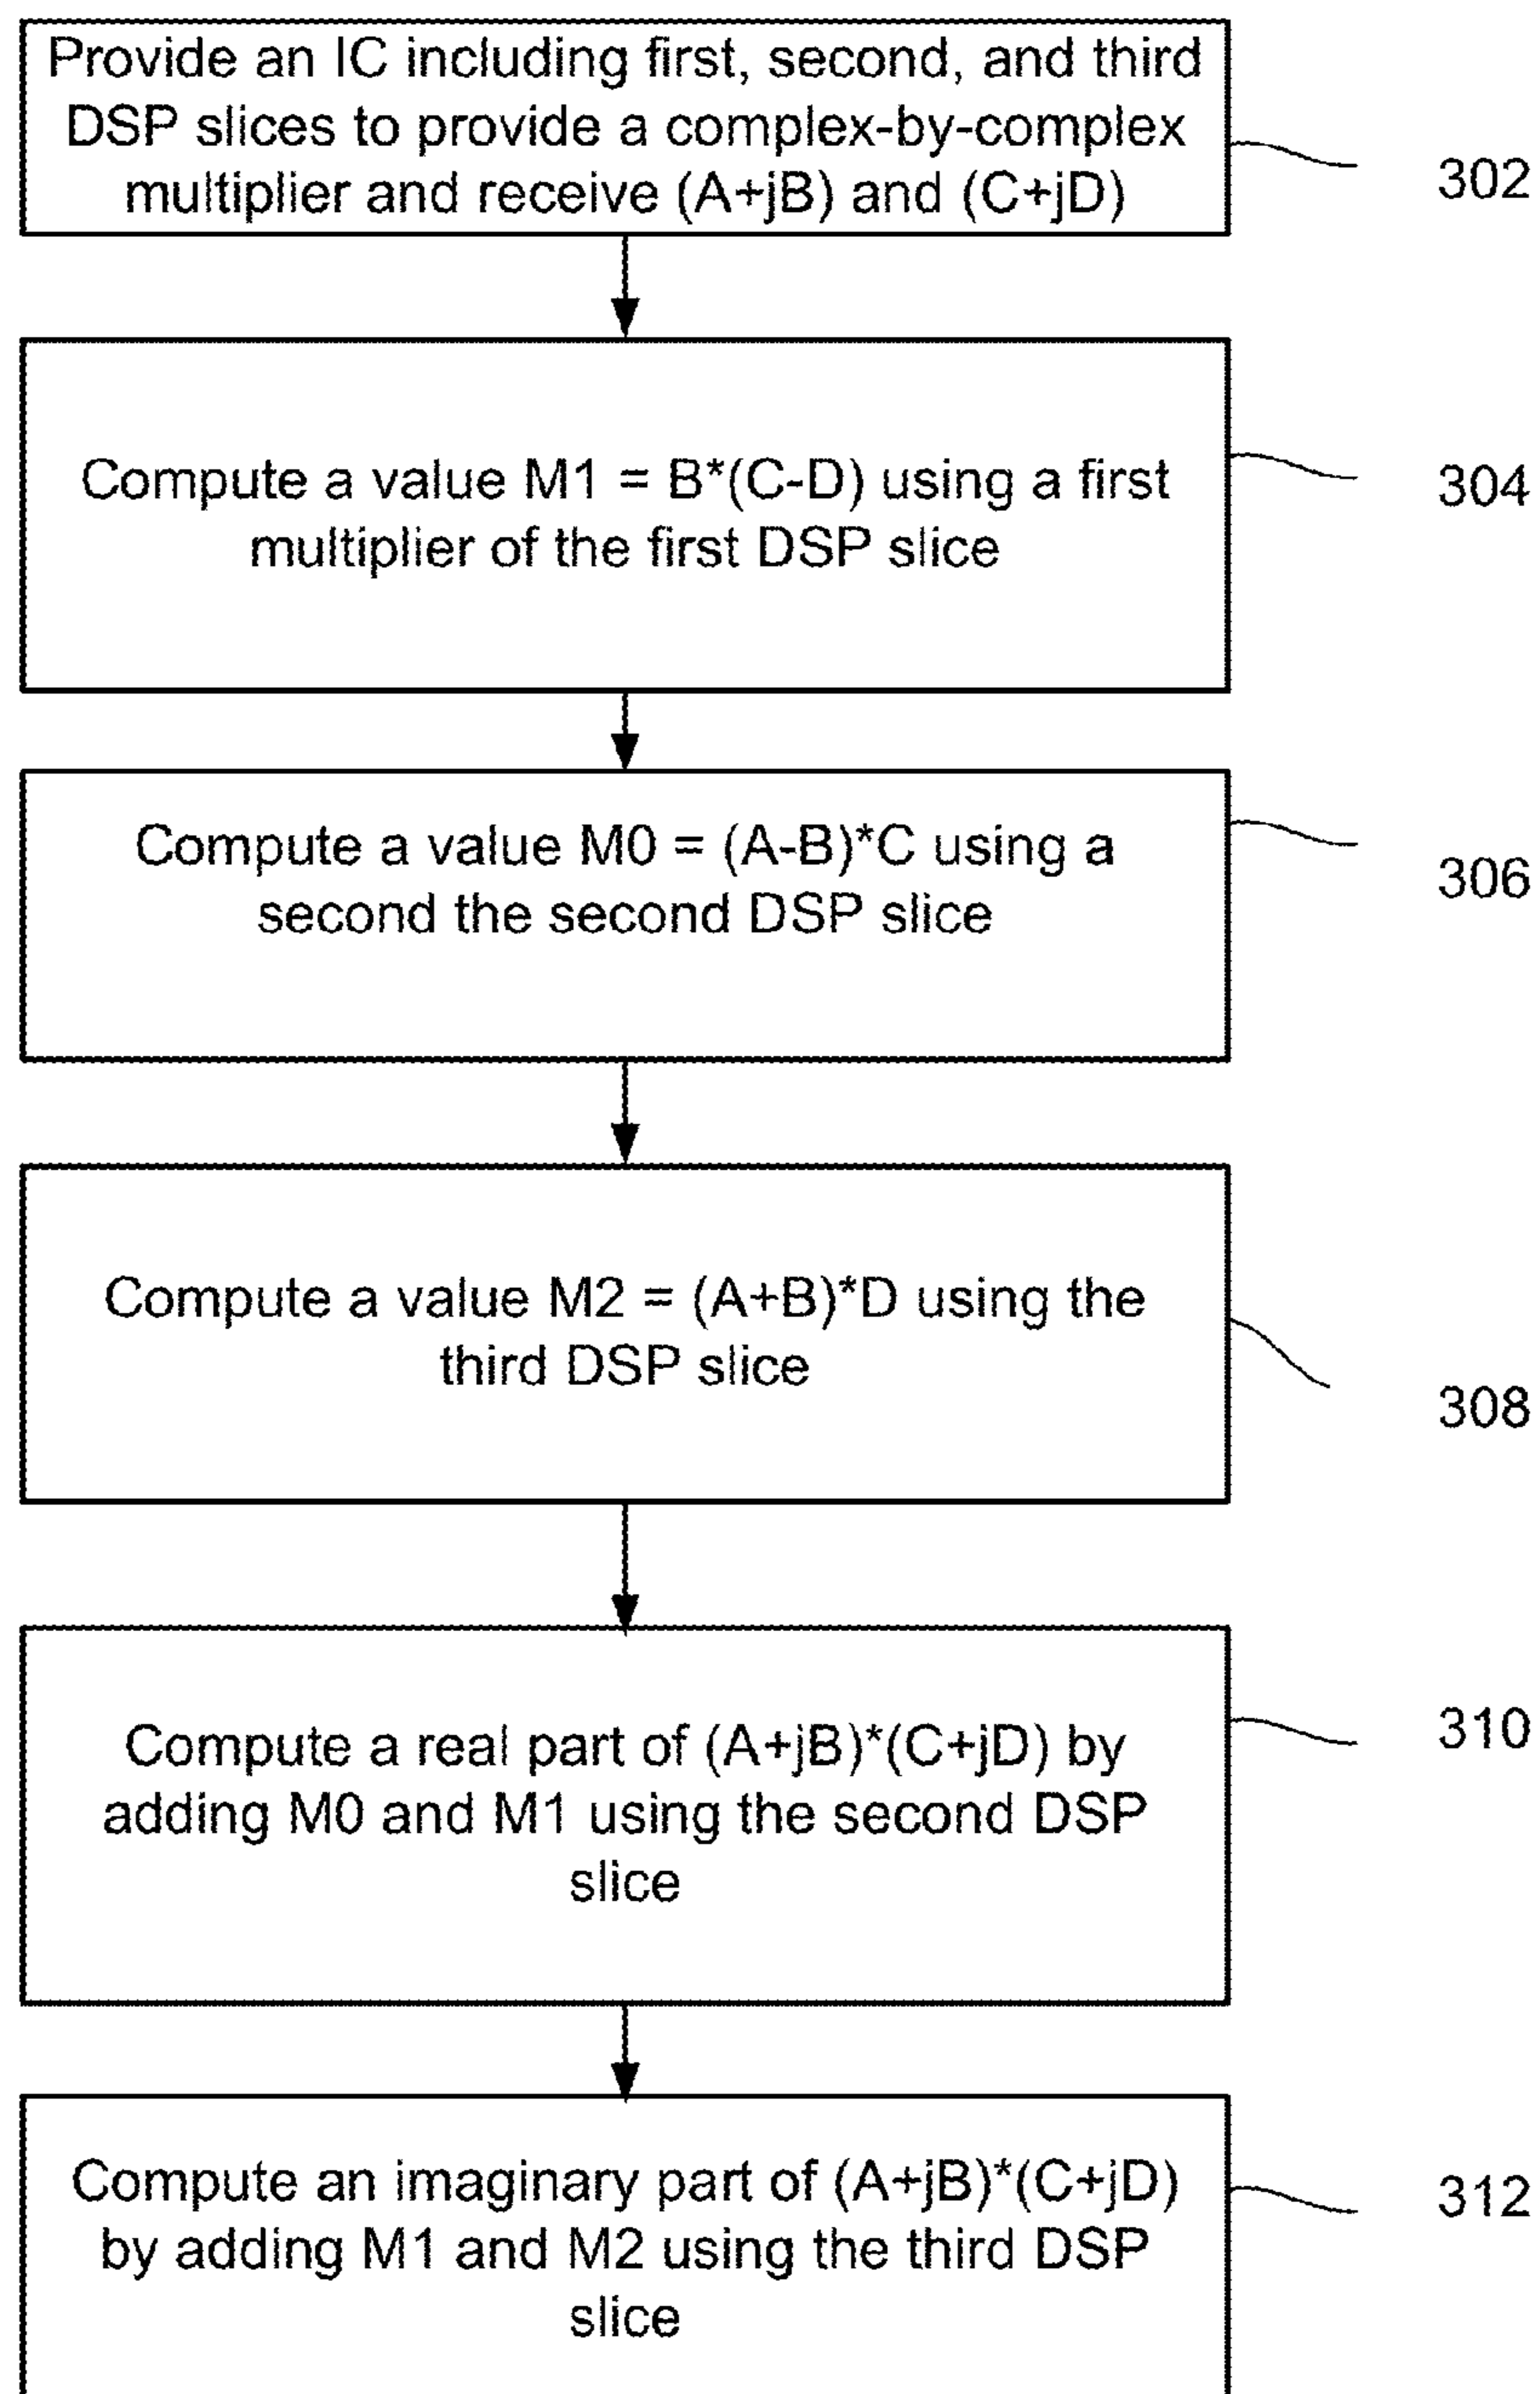 Provide an IC including first, second, and third
DSP slices to provide a complex-by-complex
multiplier and receive (A+jB) and (C+jD)
302
Compute a value M1 = B*(C-D) using a first
multiplier of the first DSP slice
304
Compute a value M0 = (A-B)*C using a
second the second DSP slice
306
Compute a value M2 = (A+B)*D using the
third DSP slice
308
Compute a real part of (A+jB)*(C+jD) by
adding M0 and M1 using the second DSP
slice
310
Compute an imaginary part of (A+jB)*(C+jD)
by adding M1 and M2 using the third DSP
slice
312